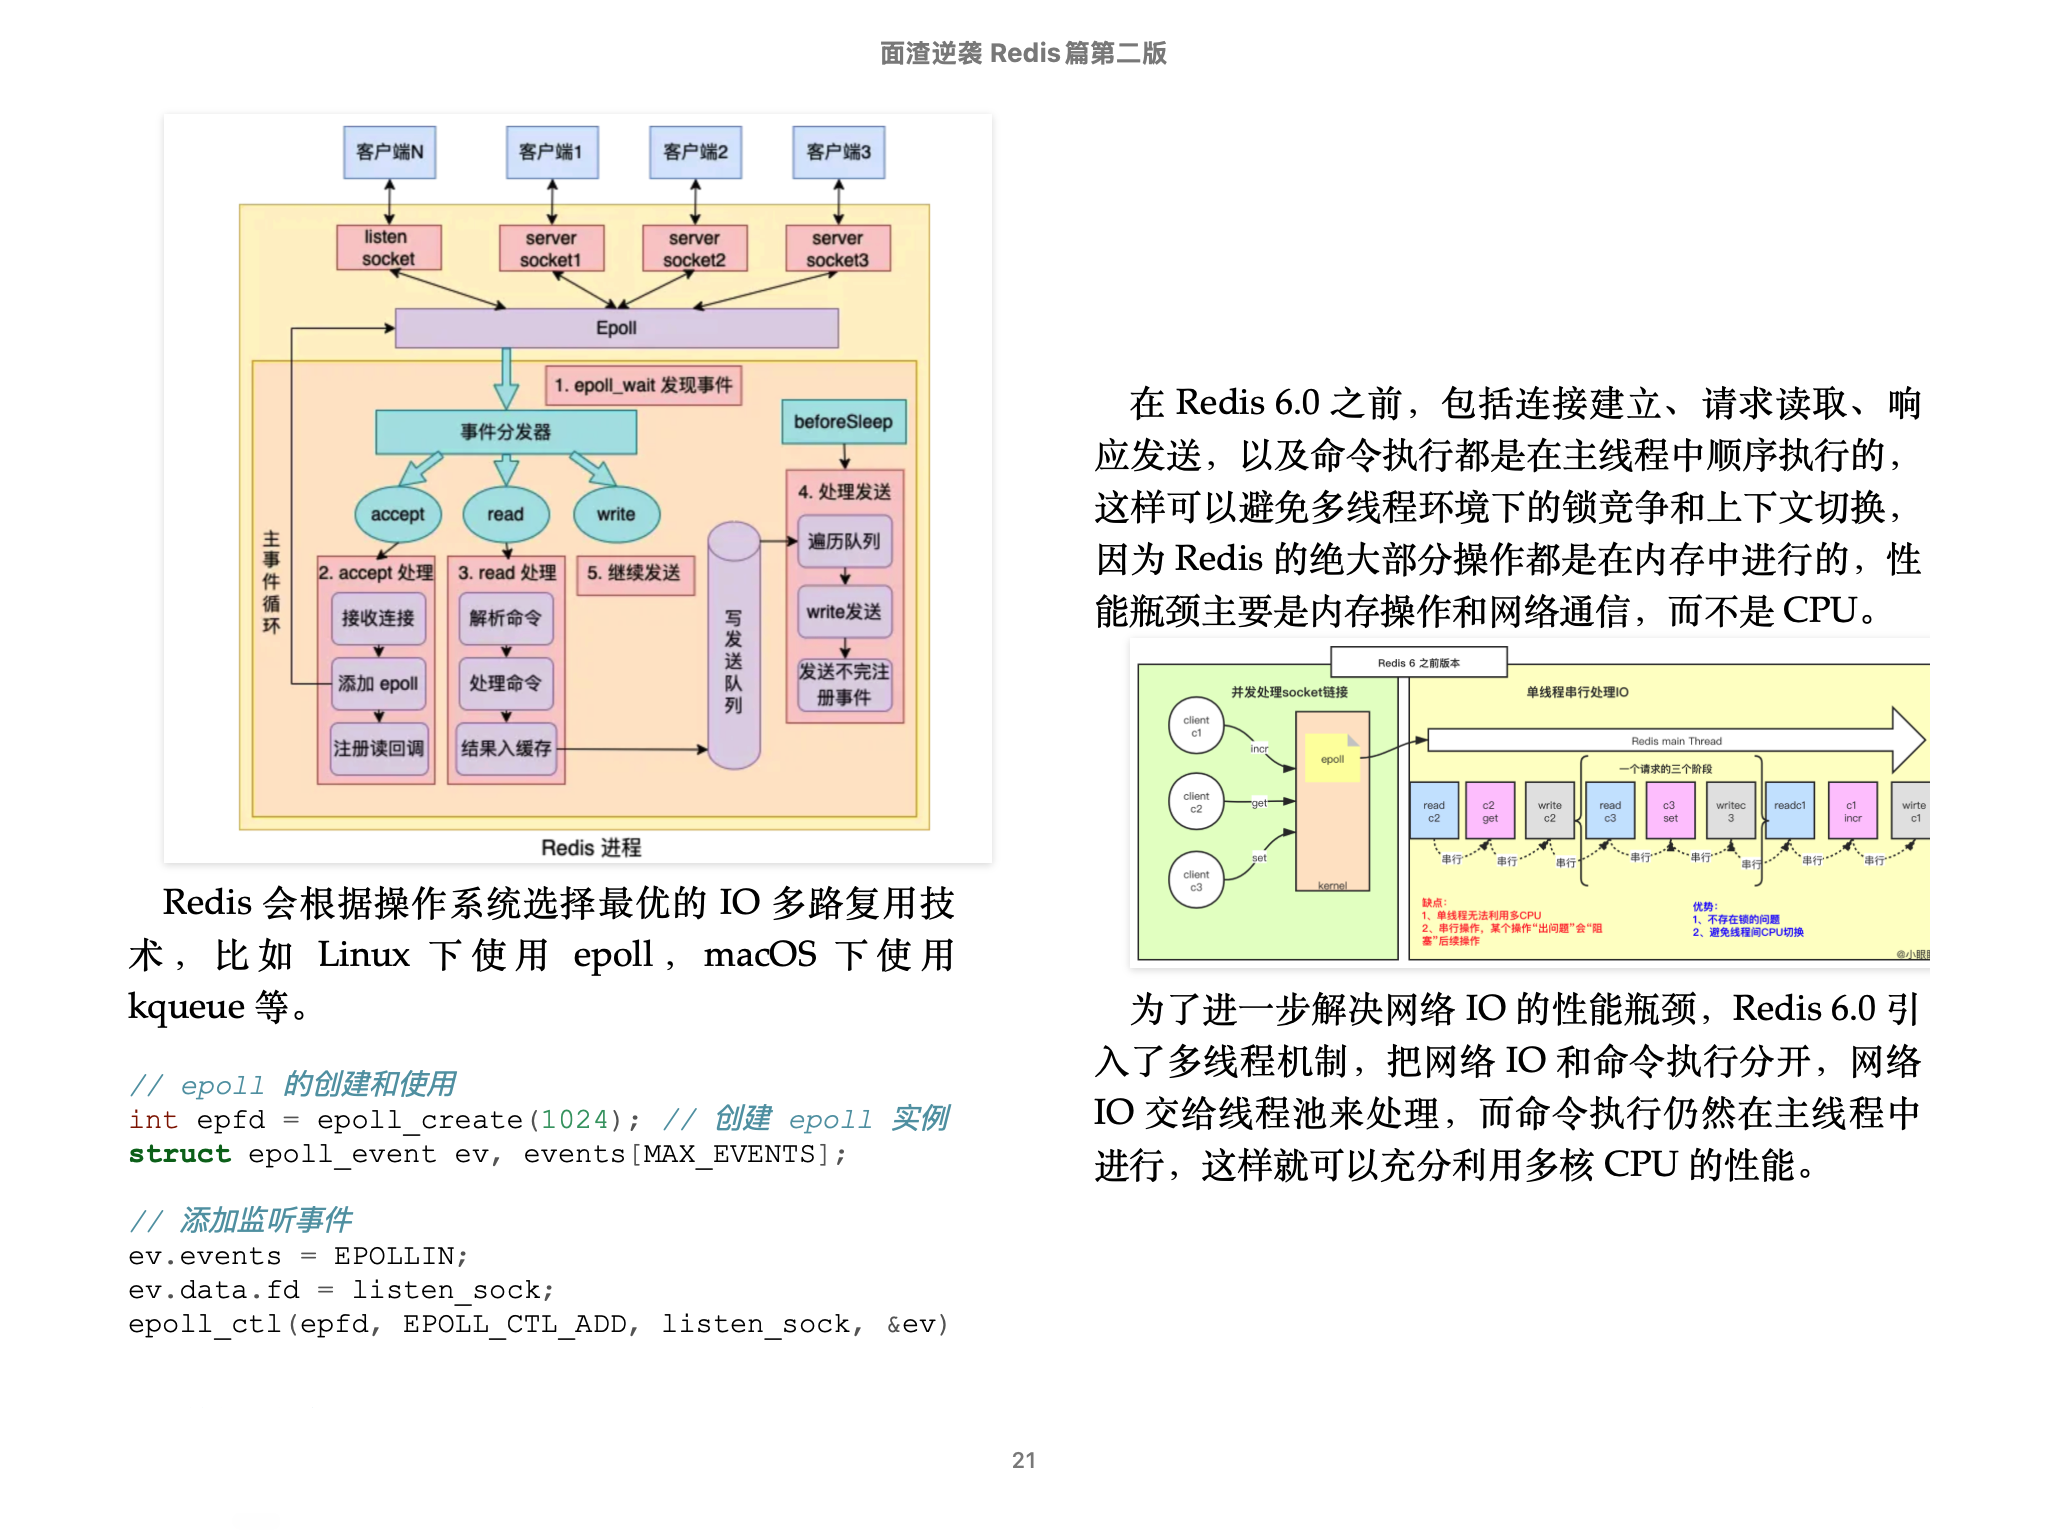 面渣逆袭 Redis篇第二版
客户端N
客户端1
客户端2
客户端3
listen
socket
server
socket1
server
socket2
server
socket3
Epoll
1. epoll_wait 发现事件
事件分发器
beforeSleep
accept
read
write
主事件循环
2. accept 处理
接收连接
添加 epoll
注册读回调
3. read 处理
解析命令
处理命令
结果入缓存
5. 继续发送
写发送队列
4. 处理发送
遍历队列
write发送
发送不完注
册事件
Redis 进程
Redis 会根据操作系统选择最优的 IO 多路复用技
术，比如 Linux 下使用 epoll，macOS 下使用
kqueue 等。
// epoll 的创建和使用
int epfd = epoll_create(1024); // 创建 epoll 实例
struct epoll_event ev, events[MAX_EVENTS];
// 添加监听事件
ev.events = EPOLLIN;
ev.data.fd = listen_sock;
epoll_ctl(epfd, EPOLL_CTL_ADD, listen_sock, &ev)
在 Redis 6.0 之前，包括连接建立、请求读取、响
应发送，以及命令执行都是在主线程中顺序执行的，
这样可以避免多线程环境下的锁竞争和上下文切换，
因为 Redis 的绝大部分操作都是在内存中进行的，性
能瓶颈主要是内存操作和网络通信，而不是 CPU。
Redis 6 之前版本
并发处理socket链接
单线程串行处理IO
client
c1
client
c2
client
c3
incr
get
set
epoll
kernel
Redis main Thread
一个请求的三个阶段
read
c2
c2
get
write
c2
read
c3
c3
set
writec
3
readc1
c1
incr
wirte
c1
串行
串行
串行
串行
串行
串行
串行
串行
缺点：
1、单线程无法利用多CPU
2、串行操作，某个操作“出问题”会“阻
塞”后续操作
优势：
1、不存在锁的问题
2、避免线程间CPU切换
@小眼
为了进一步解决网络 IO 的性能瓶颈，Redis 6.0 引
入了多线程机制，把网络 IO 和命令执行分开，网络
IO 交给线程池来处理，而命令执行仍然在主线程中
进行，这样就可以充分利用多核 CPU 的性能。
21